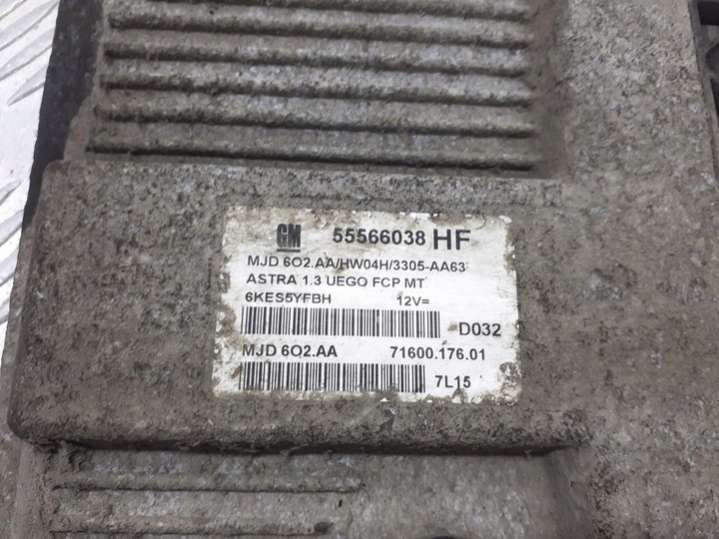 GM 55566038 HF
MJD 6O2.AA/HW04H/3305-AA63
ASTRA 1.3 UEGO FCP MT
6KES5YFBH 12V=
D032
MJD 6O2.AA 71600.176.01
7L15